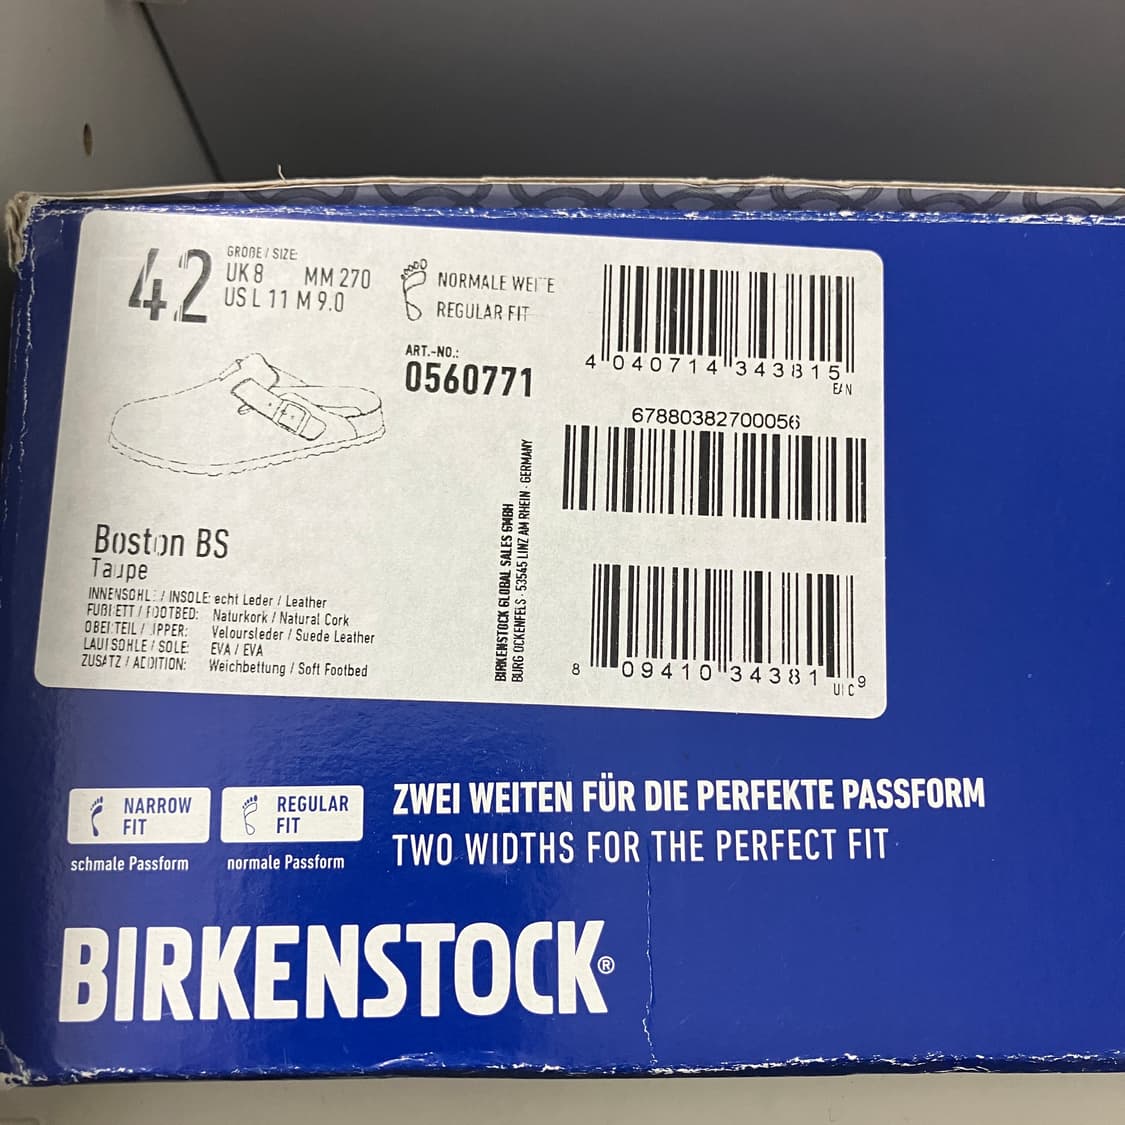 42
GRÖßE / SIZE:
UK 8 MM 270
US L 11 M 9.0
NORMALE WEITE
REGULAR FIT
ART.-NO.:
0560771
4 040714 343815
EAN
67880382700056
8 09410 34381 9
UIC
Boston BS
Taupe
INNENSOHLE / INSOLE: echt Leder / Leather
FUßBETT / FOOTBED: Naturkork / Natural Cork
OBERTEIL / UPPER: Veloursleder / Suede Leather
LAUFSOHLE / SOLE: EVA / EVA
ZUSATZ / ADDITION: Weichbettung / Soft Footbed
BIRKENSTOCK GLOBAL SALES GMBH
BURG OCKENFELS · 53545 LINZ AM RHEIN · GERMANY
NARROW
FIT
schmale Passform
REGULAR
FIT
normale Passform
ZWEI WEITEN FÜR DIE PERFEKTE PASSFORM
TWO WIDTHS FOR THE PERFECT FIT
BIRKENSTOCK®